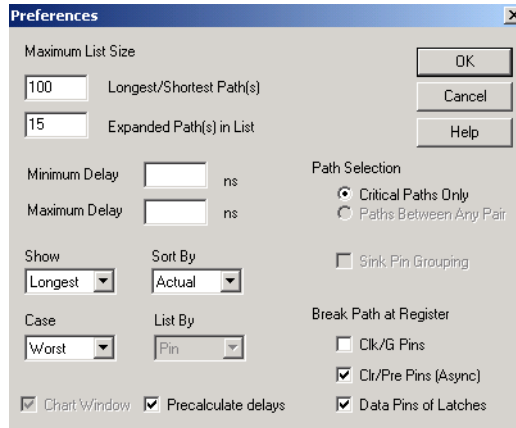 Preferences
Maximum List Size
100 Longest/Shortest Path(s)
15 Expanded Path(s) in List
OK
Cancel
Help
Minimum Delay ns
Maximum Delay ns
Path Selection
Critical Paths Only
Paths Between Any Pair
Show Sort By
Longest Actual
Sink Pin Grouping
Case List By
Worst Pin
Break Path at Register
Clk/G Pins
Clr/Pre Pins (Async)
Data Pins of Latches
Chart Window Precalculate delays